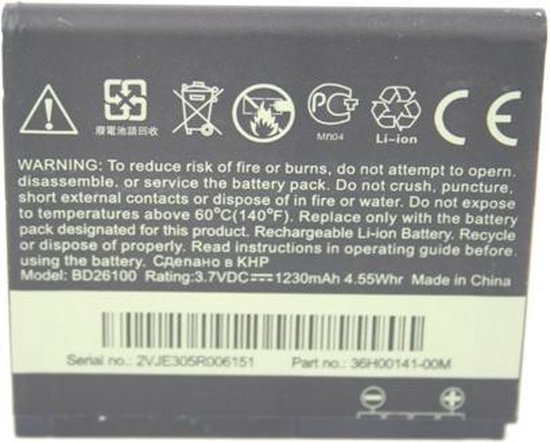 廢電池請回收
MN04
Li-ion
CE
WARNING: To reduce risk of fire or burns, do not attempt to open.
disassemble, or service the battery pack. Do not crush, puncture,
short external contacts or dispose of in fire or water. Do not expose
to temperatures above 60°C(140°F). Replace only with the battery
pack designated for this product. Rechargeable Li-ion Battery. Recycle
or dispose of properly. Read instructions in operating guide before
using the battery. Сделано в КНР
Model: BD26100 Rating:3.7VDC⎓1230mAh 4.55Whr Made in China
Serial no.: 2VJE305R006151 Part no.: 36H00141-00M